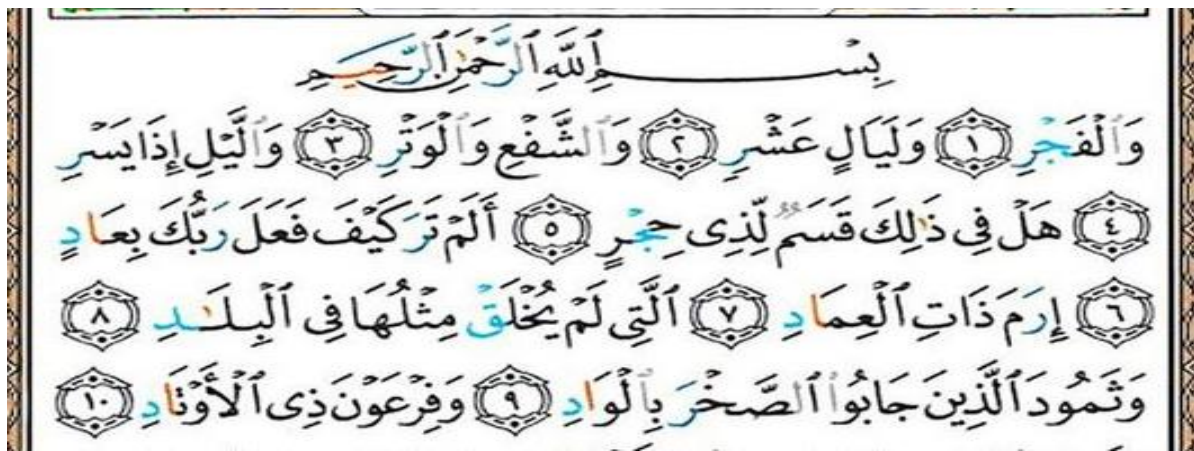 بِسْمِ ٱللَّهِ ٱلرَّحْمَٰنِ ٱلرَّحِيمِ
وَٱلْفَجْرِ ١ وَلَيَالٍ عَشْرٍ ٢ وَٱلشَّفْعِ وَٱلْوَتْرِ ٣ وَٱلَّيْلِ إِذَا يَسْرِ
٤ هَلْ فِى ذَٰلِكَ قَسَمٌ لِّذِى حِجْرٍ ٥ أَلَمْ تَرَ كَيْفَ فَعَلَ رَبُّكَ بِعَادٍ
٦ إِرَمَ ذَاتِ ٱلْعِمَادِ ٧ ٱلَّتِى لَمْ يُخْلَقْ مِثْلُهَا فِى ٱلْبِلَٰدِ ٨
وَثَمُودَ ٱلَّذِينَ جَابُوا۟ ٱلصَّخْرَ بِٱلْوَادِ ٩ وَفِرْعَوْنَ ذِى ٱلْأَوْتَادِ ١٠